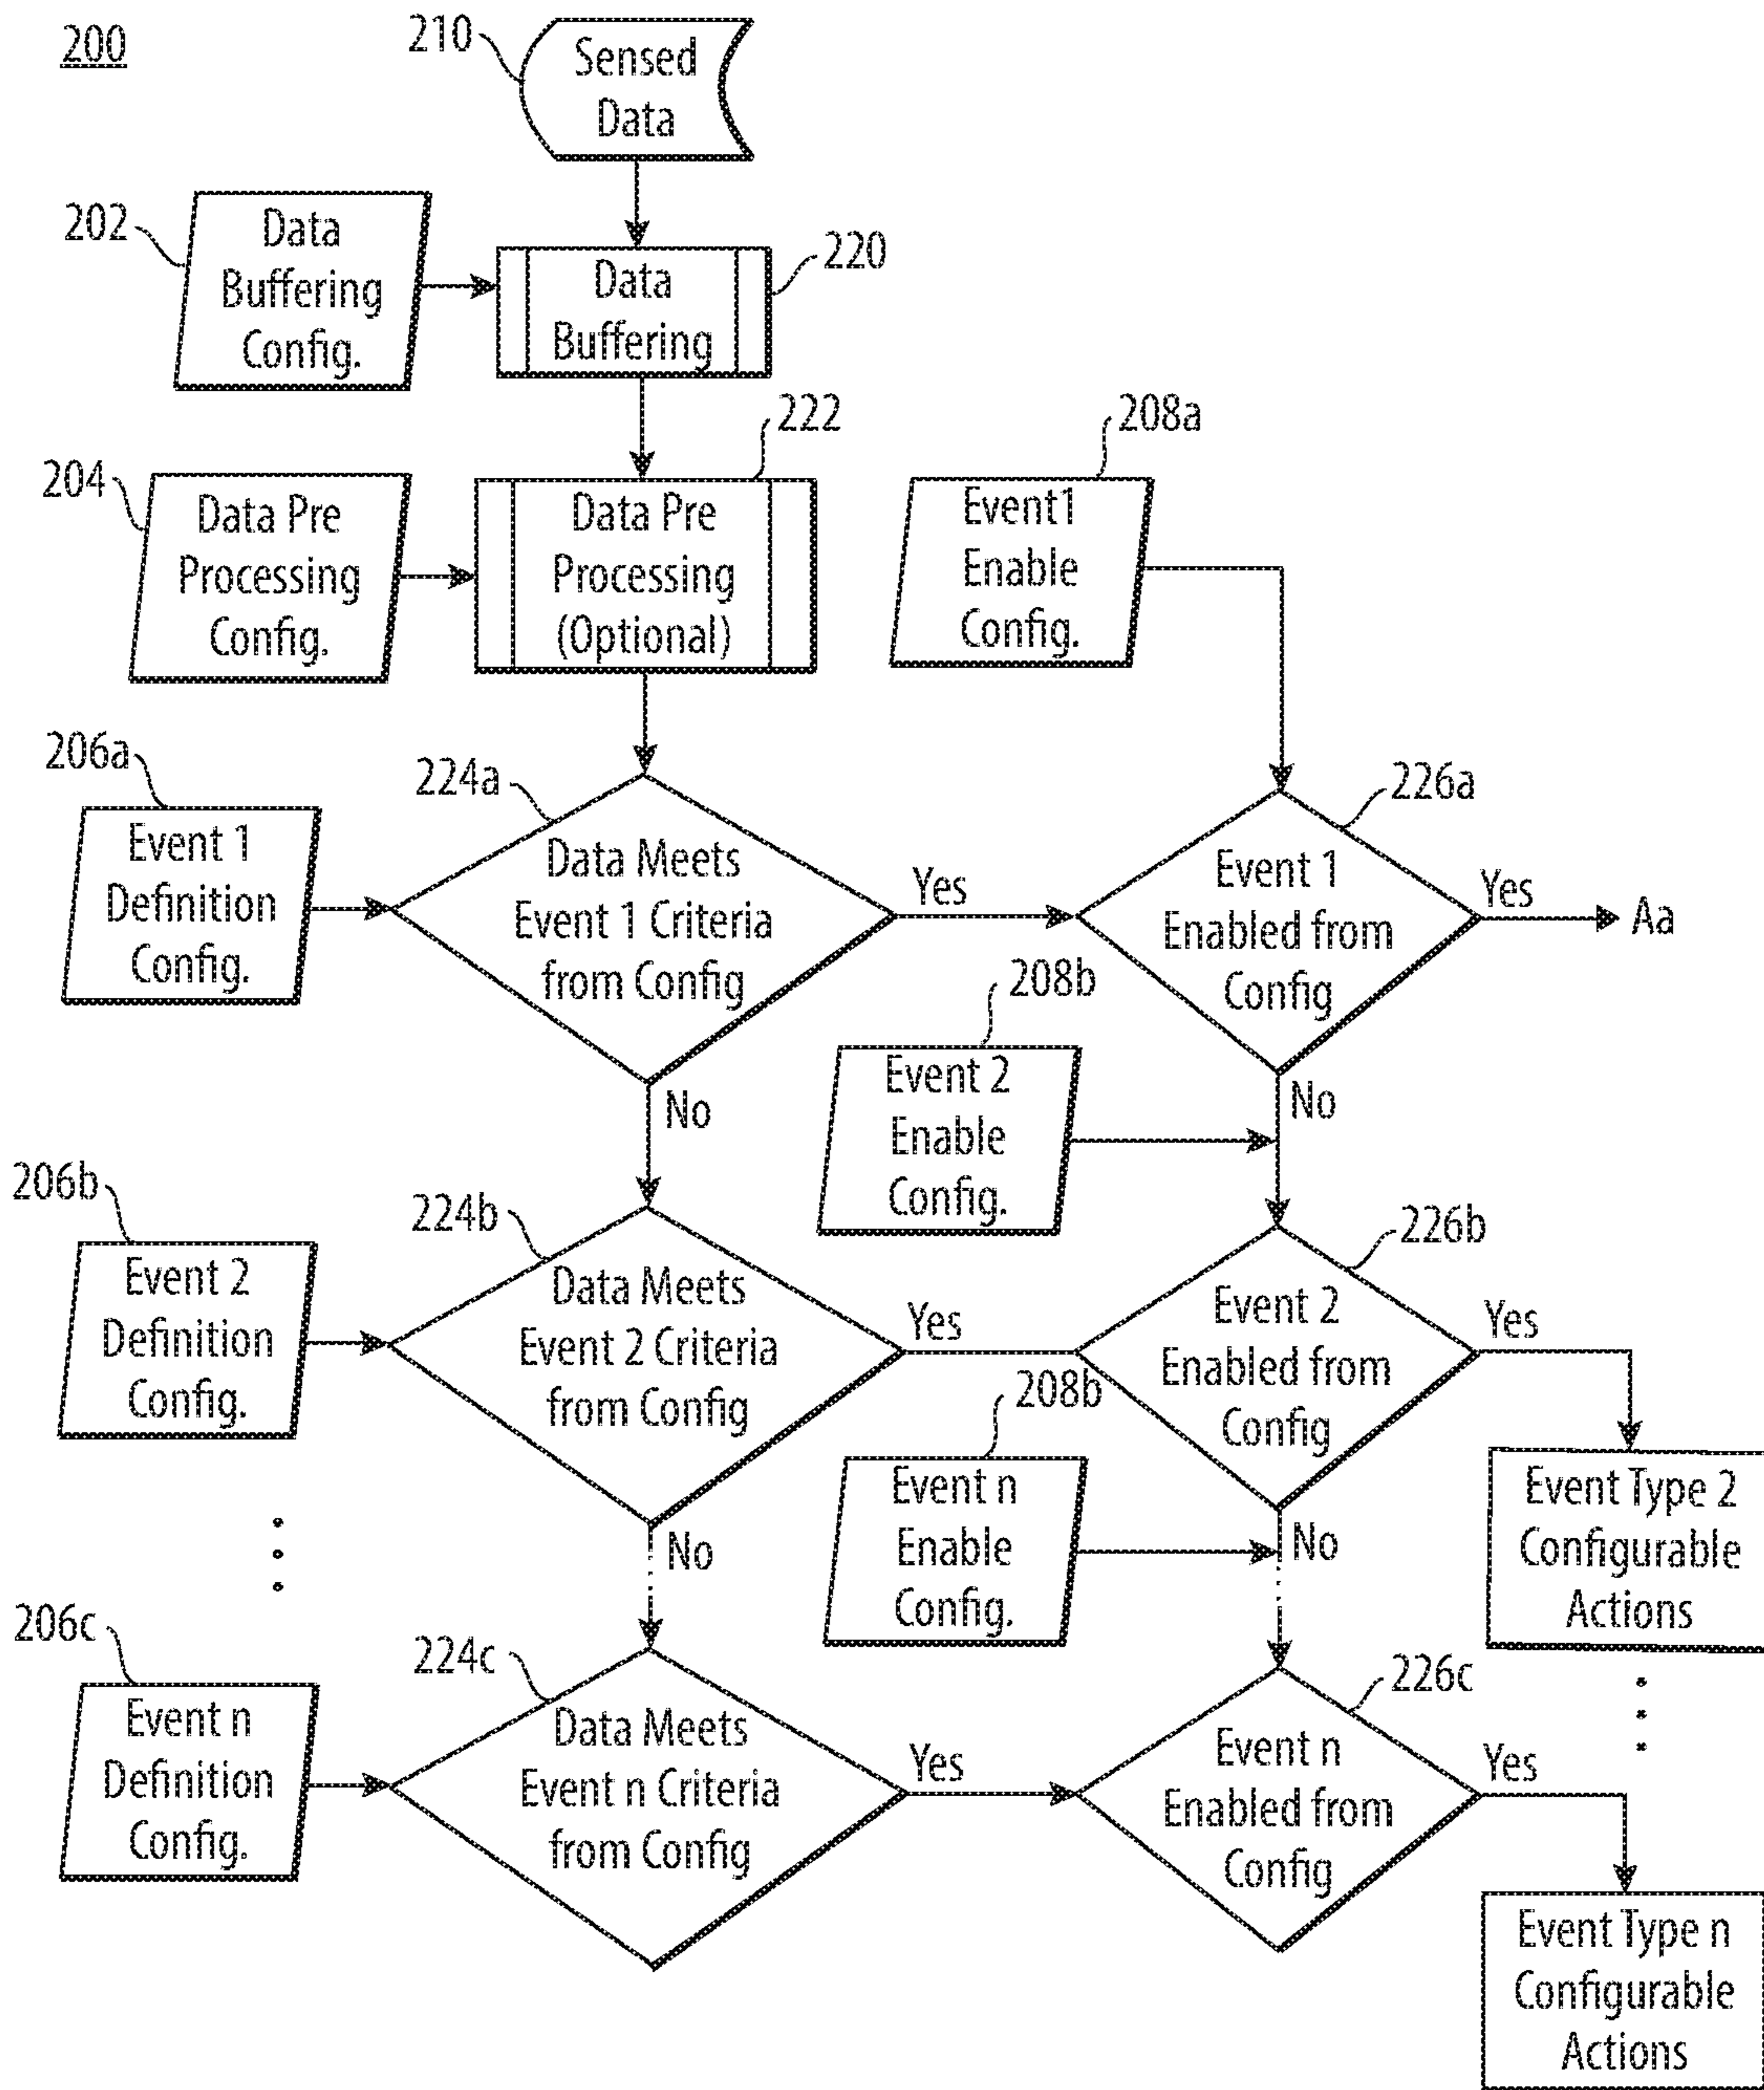 200
210
Sensed
Data
202
Data
Buffering
Config.
220
Data
Buffering
204
Data Pre
Processing
Config.
222
Data Pre
Processing
(Optional)
208a
Event1
Enable
Config.
206a
Event 1
Definition
Config.
224a
Data Meets
Event 1 Criteria
from Config
Yes
No
226a
Event 1
Enabled from
Config
Yes
Aa
No
208b
Event 2
Enable
Config.
206b
Event 2
Definition
Config.
224b
Data Meets
Event 2 Criteria
from Config
Yes
No
226b
Event 2
Enabled from
Config
Yes
No
Event Type 2
Configurable
Actions
208b
Event n
Enable
Config.
206c
Event n
Definition
Config.
224c
Data Meets
Event n Criteria
from Config
Yes
226c
Event n
Enabled from
Config
Yes
Event Type n
Configurable
Actions